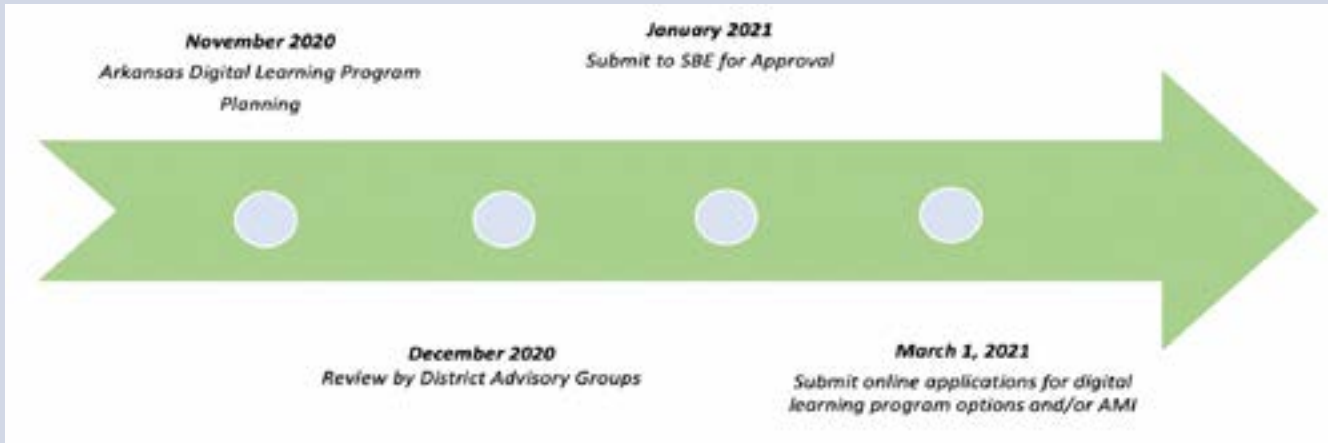 November 2020
Arkansas Digital Learning Program
Planning
January 2021
Submit to SBE for Approval
December 2020
Review by District Advisory Groups
March 1, 2021
Submit online applications for digital
learning program options and/or AMI